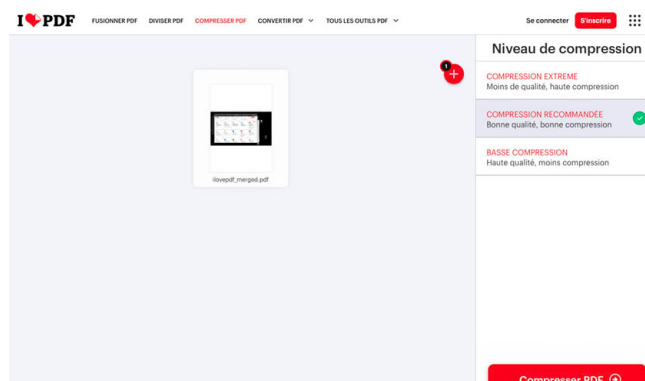 I PDF
FUSIONNER PDF DIVISER PDF COMPRESSER PDF CONVERTIR PDF TOUS LES OUTILS PDF
Se connecter S'inscrire
1
ilovepdf_merged.pdf
Niveau de compression
COMPRESSION EXTREME
Moins de qualité, haute compression
COMPRESSION RECOMMANDÉE
Bonne qualité, bonne compression
BASSE COMPRESSION
Haute qualité, moins compression
Compresser PDF